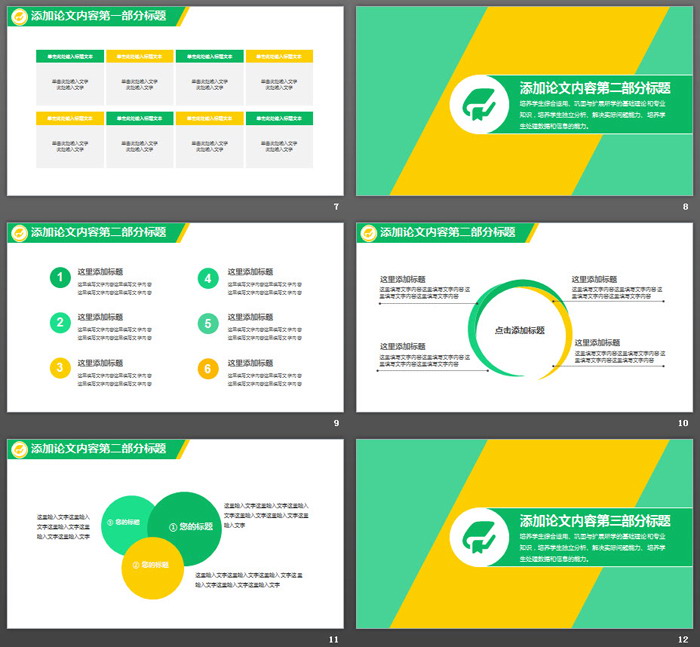 添加论文内容第一部分标题
单击此处输入标题文本
单击此处输入标题文本
单击此处输入标题文本
单击此处输入标题文本
单击此处输入文字
此处输入文字
单击此处输入文字
此处输入文字
单击此处输入文字
此处输入文字
单击此处输入文字
此处输入文字
单击此处输入标题文本
单击此处输入标题文本
单击此处输入标题文本
单击此处输入标题文本
单击此处输入文字
此处输入文字
单击此处输入文字
此处输入文字
单击此处输入文字
此处输入文字
单击此处输入文字
此处输入文字
7
添加论文内容第二部分标题
培养学生综合运用、巩固与扩展所学的基础理论和专业
知识，培养学生独立分析、解决实际问题能力、培养学
生处理数据和信息的能力。
8
添加论文内容第二部分标题
1
这里添加标题
这里填写文字内容这里填写文字内容
这里填写文字内容这里填写文字内容
2
这里添加标题
这里填写文字内容这里填写文字内容
这里填写文字内容这里填写文字内容
3
这里添加标题
这里填写文字内容这里填写文字内容
这里填写文字内容这里填写文字内容
4
这里添加标题
这里填写文字内容这里填写文字内容
这里填写文字内容这里填写文字内容
5
这里添加标题
这里填写文字内容这里填写文字内容
这里填写文字内容这里填写文字内容
6
这里添加标题
这里填写文字内容这里填写文字内容
这里填写文字内容这里填写文字内容
9
添加论文内容第二部分标题
这里添加标题
这里填写文字内容这里填写文字内容这
里填写文字内容这里填写文字内容
这里添加标题
这里填写文字内容这里填写文字内容 这
里填写文字内容这里填写文字内容
点击添加标题
这里添加标题
这里填写文字内容这里填写文字内容这
里填写文字内容这里填写文字内容
这里添加标题
这里填写文字内容这里填写文字内容 这
里填写文字内容这里填写文字内容
10
添加论文内容第二部分标题
这里输入文字这里输入
文字这里输入文字这里
输入文字这里输入文字
① 您的标题
① 您的标题
② 您的标题
这里输入文字这里输入文字这里输入
文字这里输入文字这里输入文字这里
输入文字
这里输入文字这里输入文字这里输入 文字这里
输入文字这里输入文字这里输入文字
11
添加论文内容第三部分标题
培养学生综合运用、巩固与扩展所学的基础理论和专业
知识，培养学生独立分析、解决实际问题能力、培养学
生处理数据和信息的能力。
12